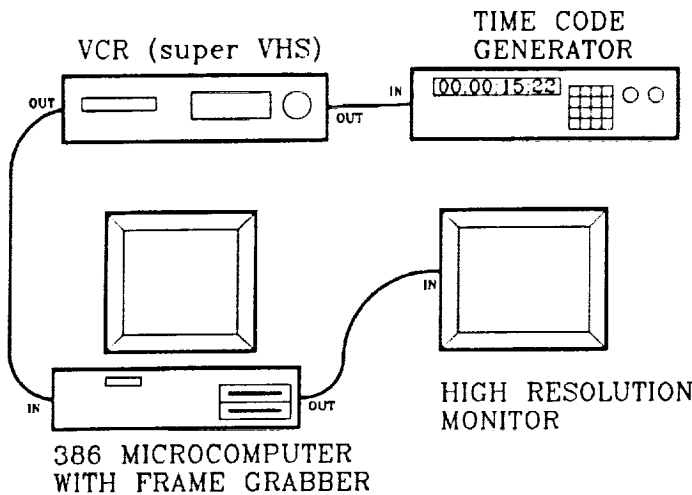 TIME CODE
GENERATOR
VCR (super VHS)
OUT
OUT
IN
00:00:15:22
IN
OUT
IN
HIGH RESOLUTION
MONITOR
386 MICROCOMPUTER
WITH FRAME GRABBER